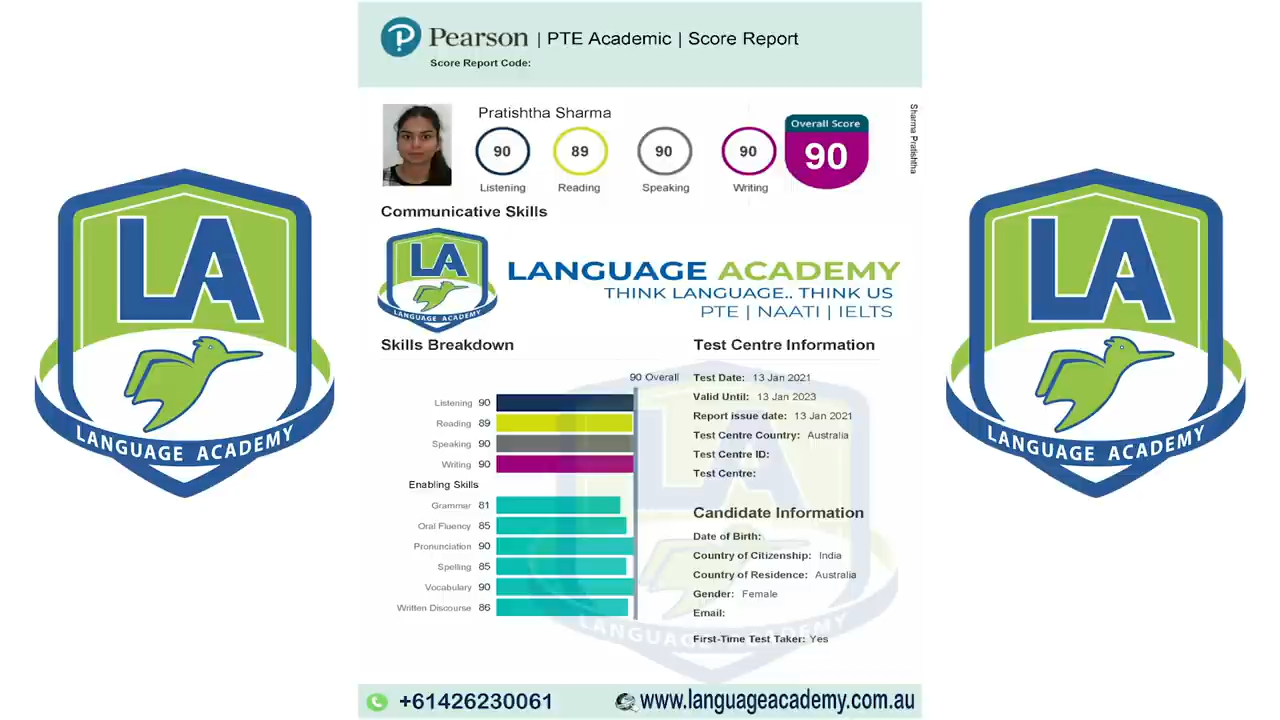 Pearson | PTE Academic | Score Report
Score Report Code:
Pratishtha Sharma
Sharma Pratishtha
90 89 90 90
Listening Reading Speaking Writing
Overall Score
90
Communicative Skills
LA
LANGUAGE ACADEMY
LANGUAGE ACADEMY
THINK LANGUAGE.. THINK US
PTE | NAATI | IELTS
Skills Breakdown
90 Overall
Listening 90
Reading 89
Speaking 90
Writing 90
Enabling Skills
Grammar 81
Oral Fluency 85
Pronunciation 90
Spelling 85
Vocabulary 90
Written Discourse 86
Test Centre Information
Test Date: 13 Jan 2021
Valid Until: 13 Jan 2023
Report issue date: 13 Jan 2021
Test Centre Country: Australia
Test Centre ID:
Test Centre:
Candidate Information
Date of Birth:
Country of Citizenship: India
Country of Residence: Australia
Gender: Female
Email:
First-Time Test Taker: Yes
LA
LANGUAGE ACADEMY
+61426230061
www.languageacademy.com.au
LA
LANGUAGE ACADEMY
LA
LANGUAGE ACADEMY